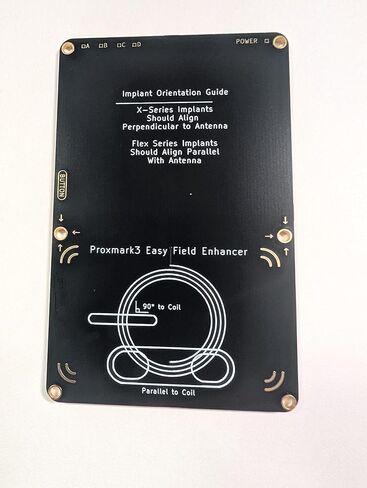 A B C D POWER
Implant Orientation Guide
X-Series Implants
Should Align
Perpendicular to Antenna
Flex Series Implants
Should Align Parallel
With Antenna
BUTTON
Proxmark3 Easy Field Enhancer
90° to Coil
Parallel to Coil